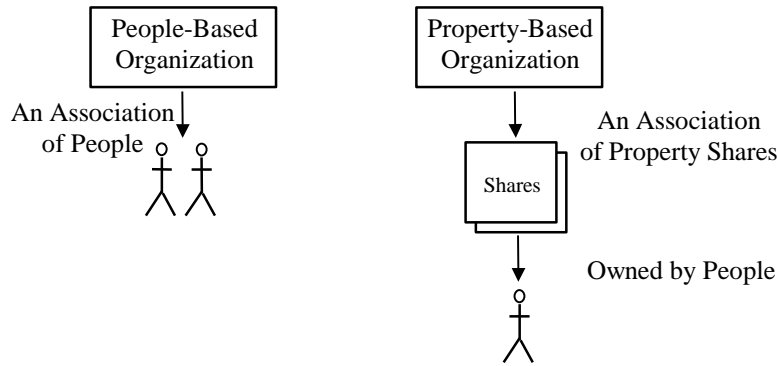 People-Based
Organization
An Association
of People
Property-Based
Organization
An Association
of Property Shares
Shares
Owned by People